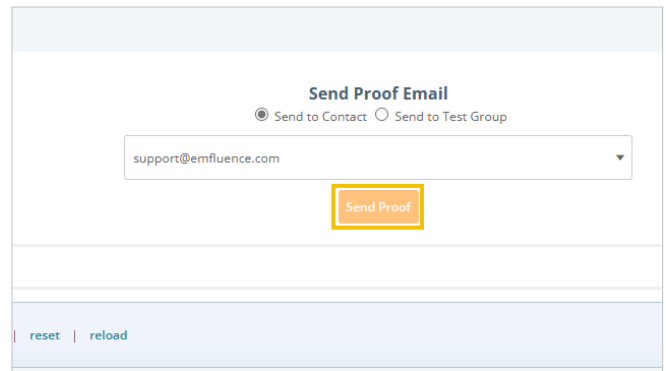 Send Proof Email
Send to Contact Send to Test Group
support@emfluence.com
Send Proof
| reset | reload